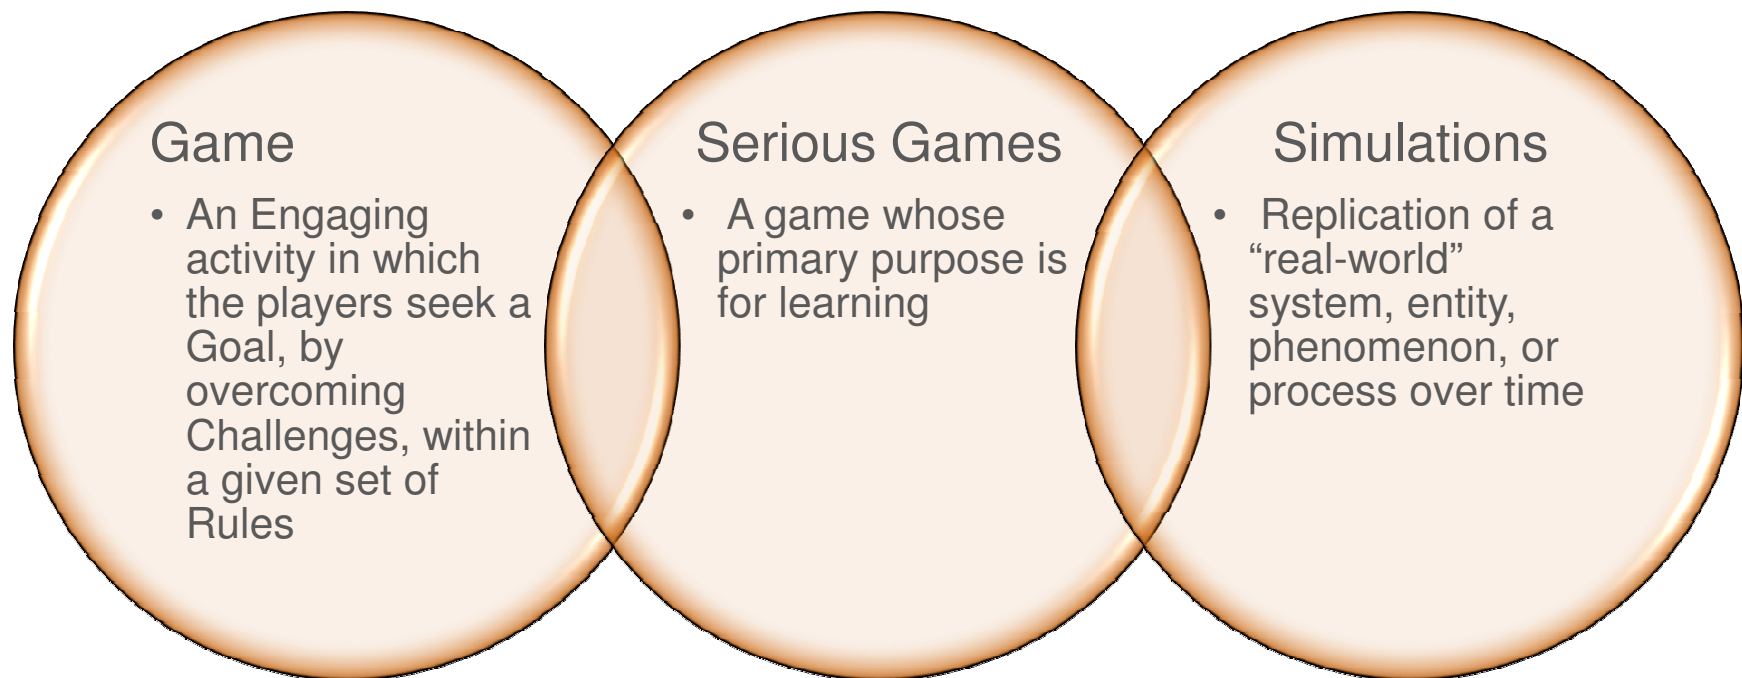 Game
• An Engaging
activity in which
the players seek a
Goal, by
overcoming
Challenges, within
a given set of
Rules
Serious Games
• A game whose
primary purpose is
for learning
Simulations
• Replication of a
“real-world”
system, entity,
phenomenon, or
process over time